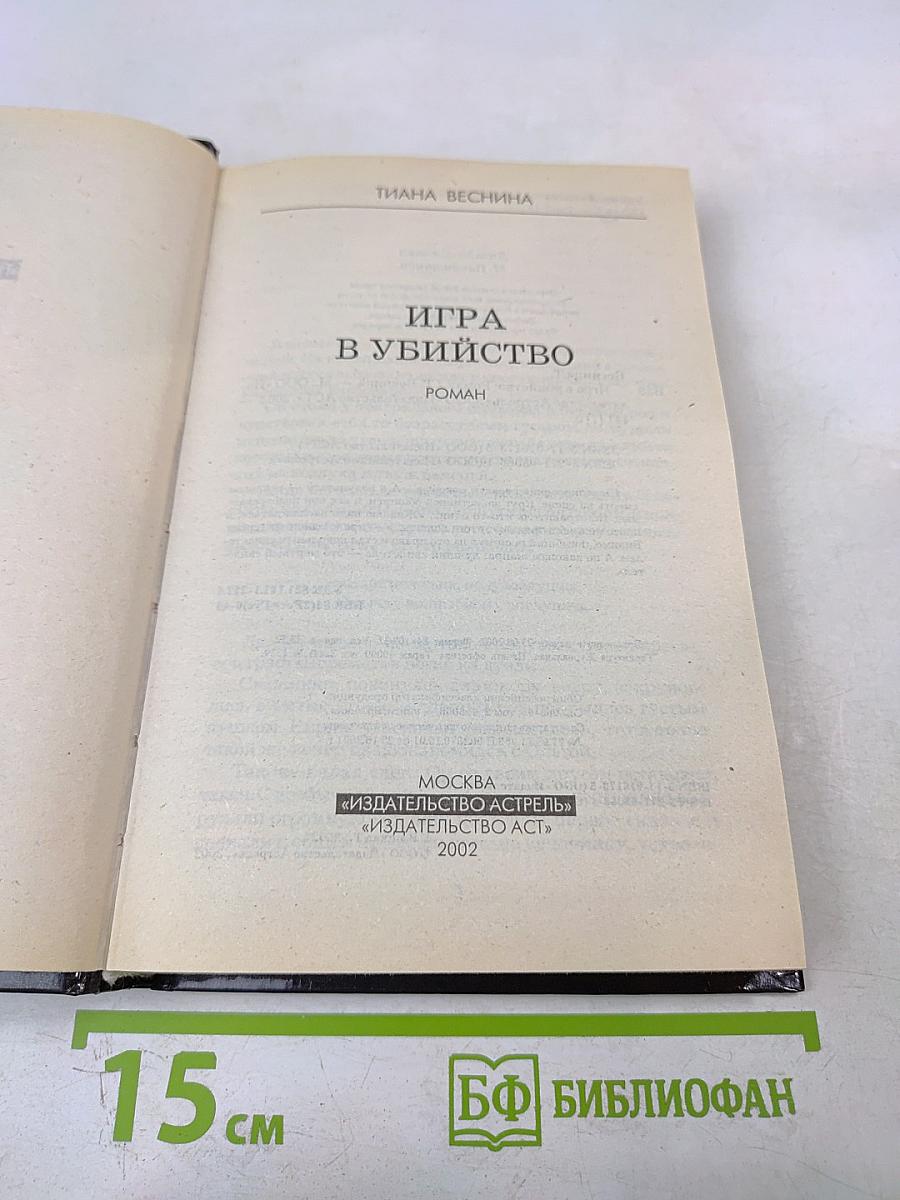 ТИАНА ВЕСНИНА
ИГРА
В УБИЙСТВО
РОМАН
МОСКВА
«ИЗДАТЕЛЬСТВО АСТРЕЛЬ»
«ИЗДАТЕЛЬСТВО АСТ»
2002
15 см
БФ БИБЛИОФАН